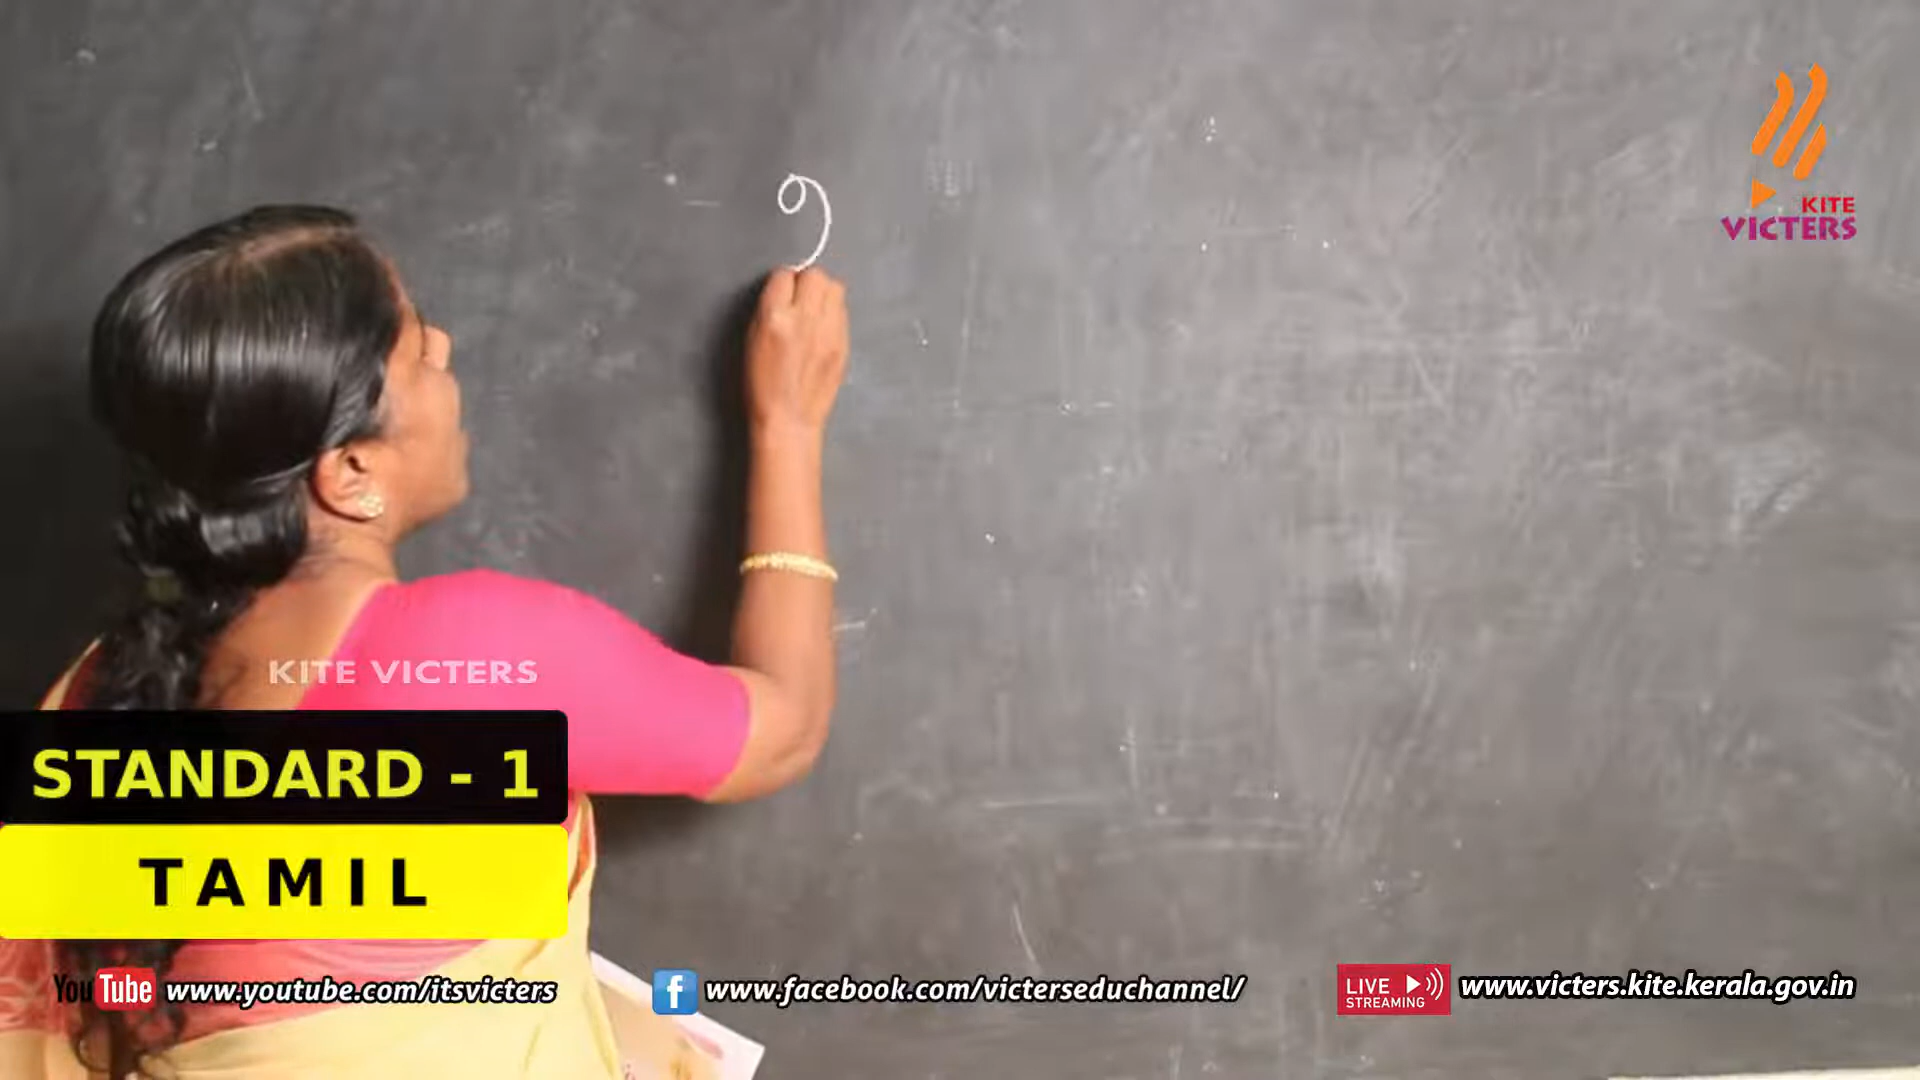 KITE
VICTERS
KITE VICTERS
STANDARD - 1
TAMIL
YouTube www.youtube.com/itsvicters
f www.facebook.com/victerseduchannel/
LIVE STREAMING www.victers.kite.kerala.gov.in